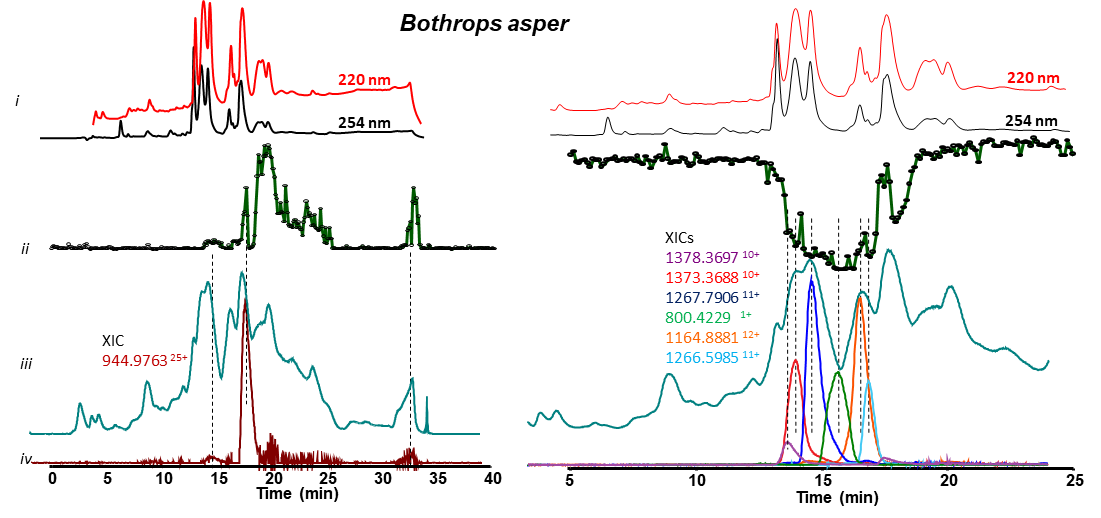 Bothrops asper
i
220 nm
254 nm
220 nm
254 nm
ii
XICs
1378.3697 10+
1373.3688 10+
1267.7906 11+
800.4229 1+
1164.8881 12+
1266.5985 11+
iii
XIC
944.9763 25+
iv
0 5 10 15 20 25 30 35 40
Time (min)
5 10 15 20 25
Time (min)